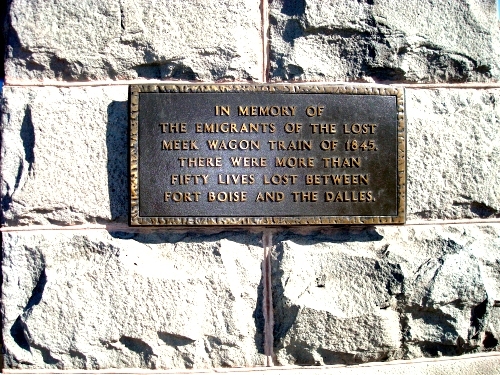 IN MEMORY OF
THE EMIGRANTS OF THE LOST
MEEK WAGON TRAIN OF 1845.
THERE WERE MORE THAN
FIFTY LIVES LOST BETWEEN
FORT BOISE AND THE DALLES.